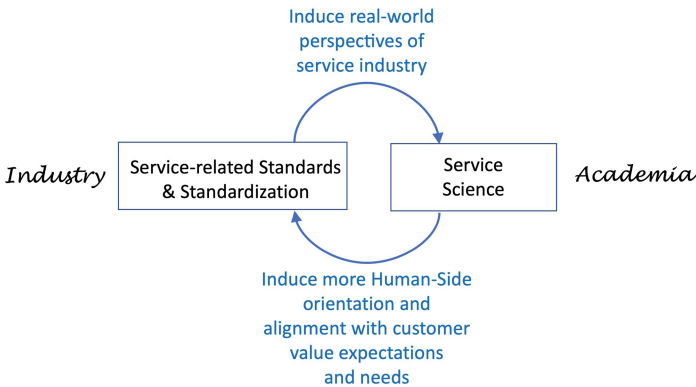 Induce real-world
perspectives of
service industry
Industry
Service-related Standards
& Standardization
Service
Science
Academia
Induce more Human-Side
orientation and
alignment with customer
value expectations
and needs